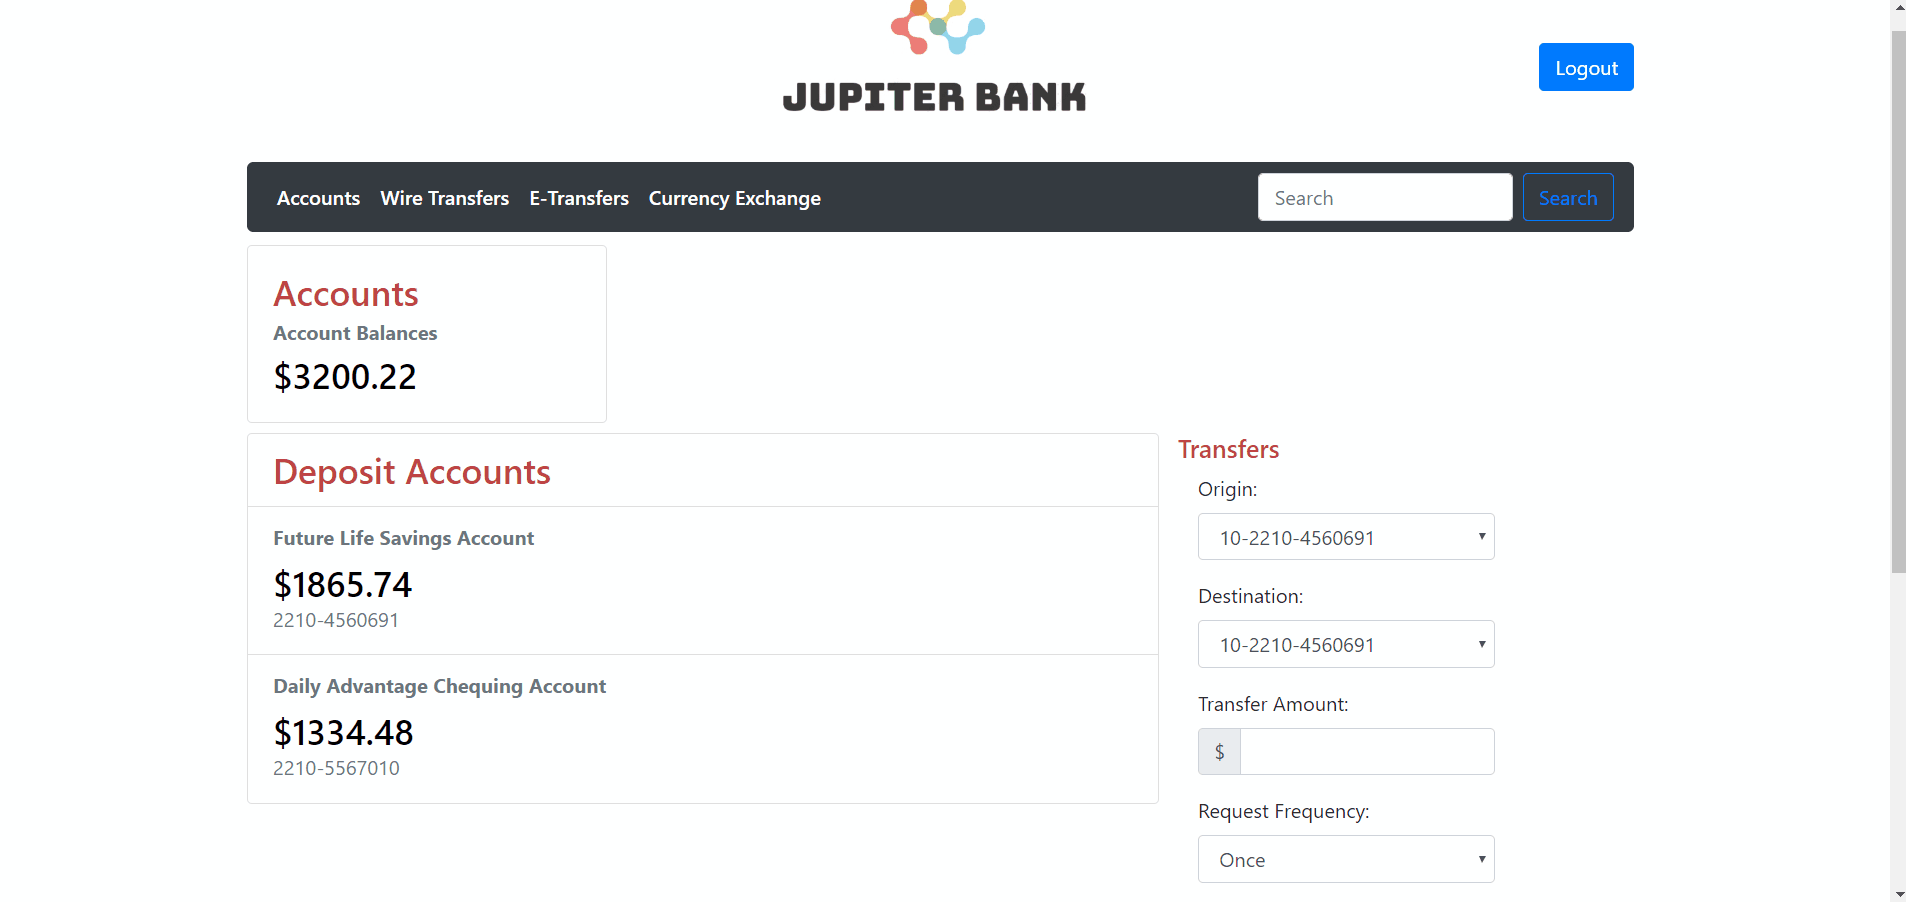 JUPITER BANK
Logout
Accounts Wire Transfers E-Transfers Currency Exchange Search Search
Accounts
Account Balances
$3200.22
Deposit Accounts
Future Life Savings Account
$1865.74
2210-4560691
Daily Advantage Chequing Account
$1334.48
2210-5567010
Transfers
Origin:
10-2210-4560691
Destination:
10-2210-4560691
Transfer Amount:
$
Request Frequency:
Once